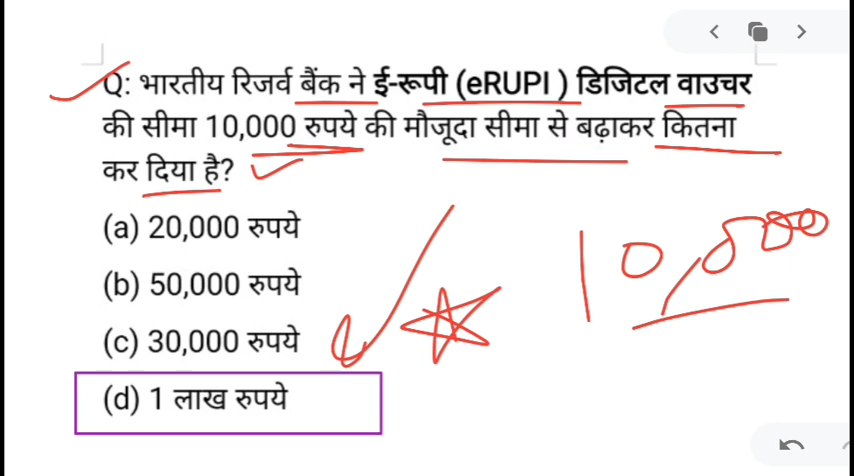 Q: भारतीय रिजर्व बैंक ने ई-रूपी (eRUPI ) डिजिटल वाउचर
की सीमा 10,000 रुपये की मौजूदा सीमा से बढ़ाकर कितना
कर दिया है?
(a) 20,000 रुपये
(b) 50,000 रुपये
(c) 30,000 रुपये
(d) 1 लाख रुपये
10,000